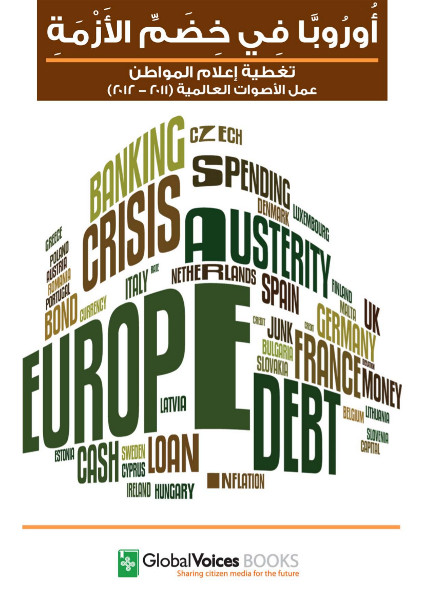 أُورُوبَّا فِي خِضَمِّ الأَزْمَةِ
تغطية إعلام المواطن
عمل الأصوات العالمية (٢٠١١ – ٢٠١٢)
BANKING
CZECH
CRISIS
SPENDING
DENMARK
LUXEMBOURG
AUSTERITY
GREECE
POLAND
AUSTRIA
ROMANIA
PORTUGAL
BOND
CURRENCY
ITALY
RATE
NETHERLANDS
SPAIN
FINLAND
MALTA
UK
EUROPE
CREDIT
JUNK
CREDIT
GERMANY
BULGARIA
SLOVAKIA
FRANCE
MONEY
LATVIA
DEBT
BELGIUM
LITHUANIA
SLOVENIA
CAPITAL
ESTONIA
CASH
SWEDEN
CYPRUS
LOAN
IRELAND
HUNGARY
INFLATION
GlobalVoices BOOKS
Sharing citizen media for the future